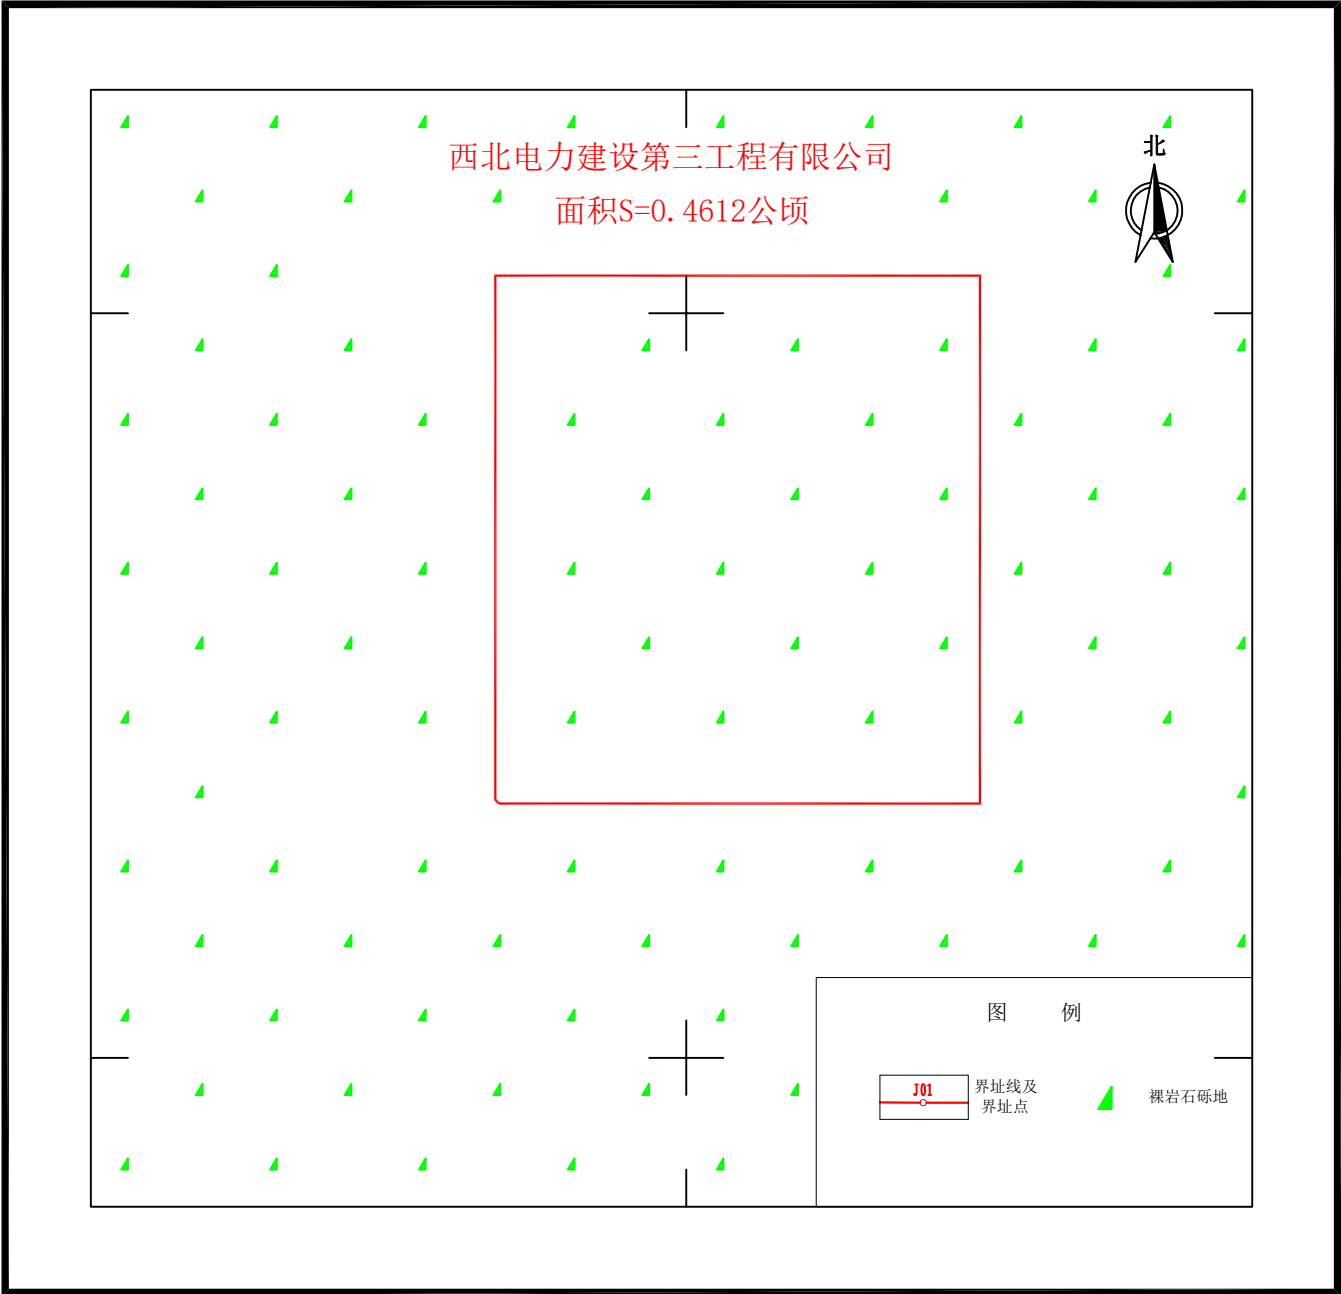 西北电力建设第三工程有限公司
面积S=0.4612公顷
北
图 例
J01
界址线及
界址点
裸岩石砾地